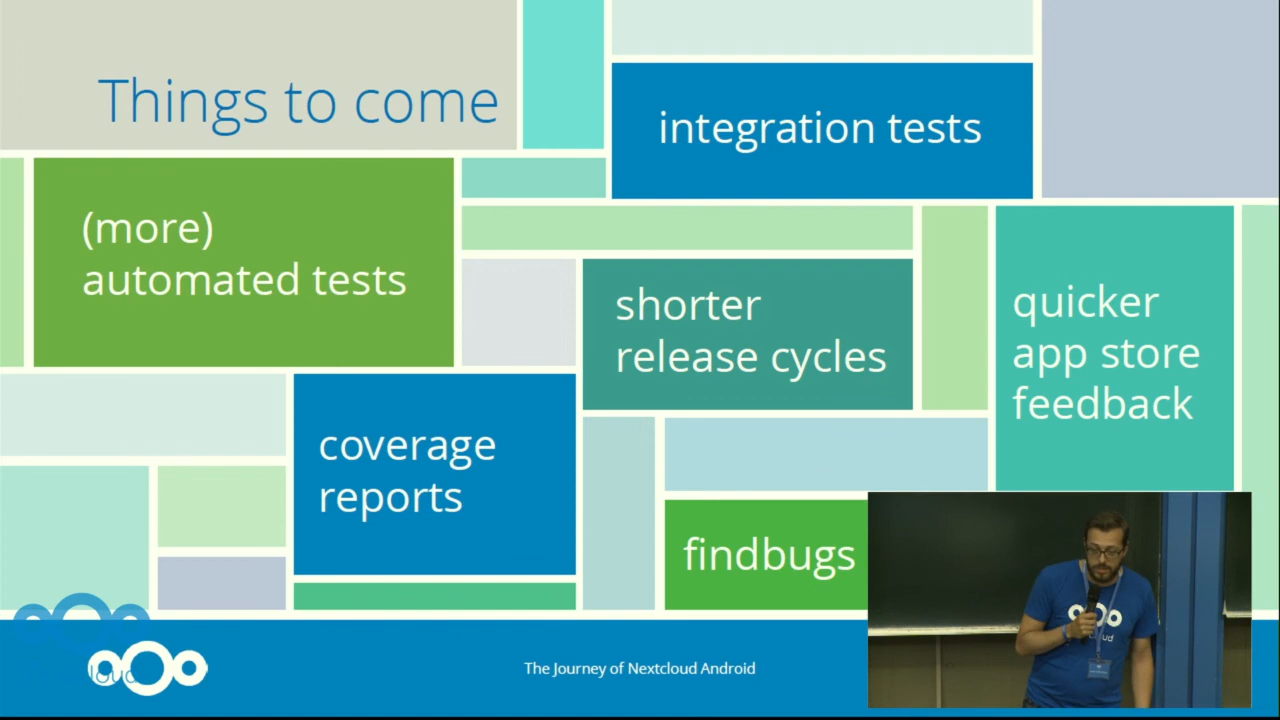 Things to come
integration tests
(more)
automated tests
shorter
release cycles
quicker
app store
feedback
coverage
reports
findbugs
The Journey of Nextcloud Android